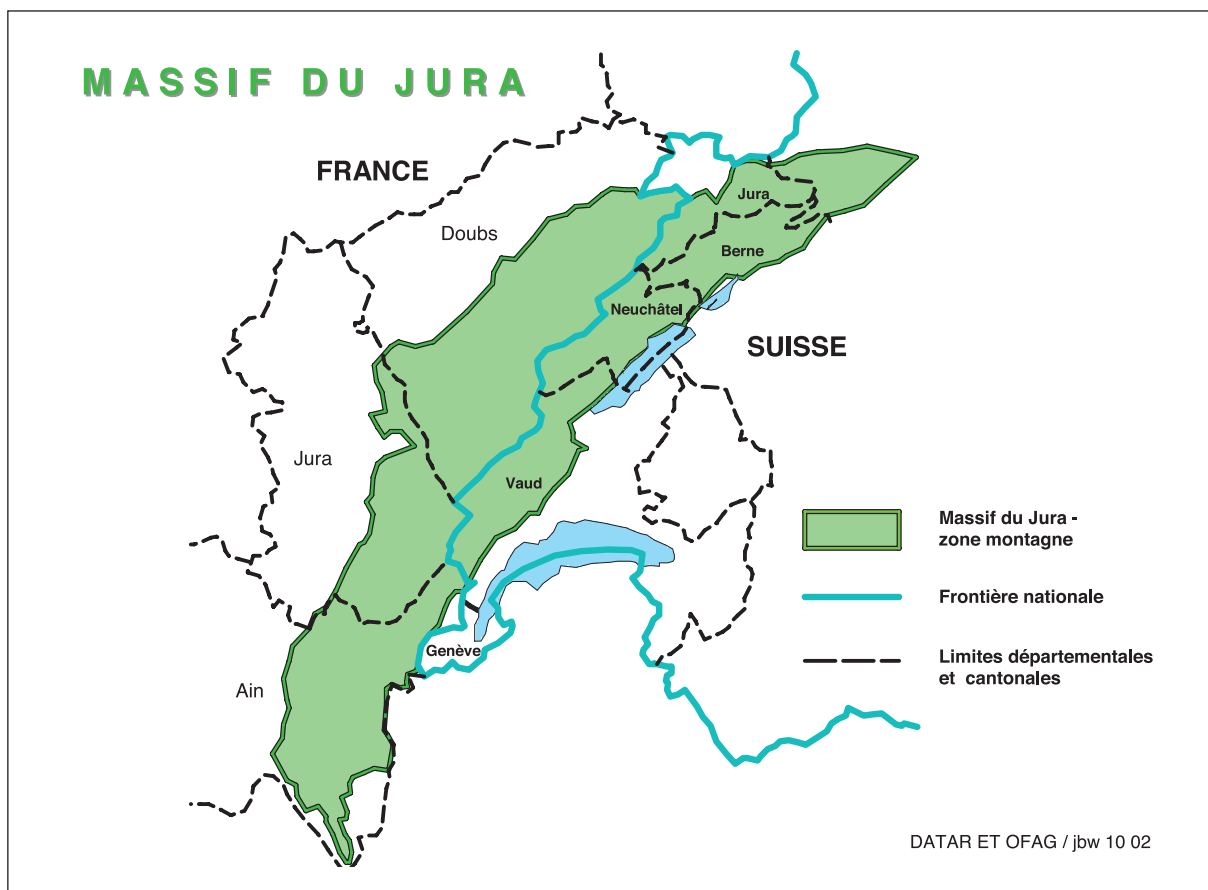 MASSIF DU JURA
FRANCE
Doubs
Jura
Berne
Neuchâtel
SUISSE
Jura
Vaud
Genève
Ain
Massif du Jura -
zone montagne
Frontière nationale
Limites départementales
et cantonales
DATAR ET OFAG / jbw 10 02